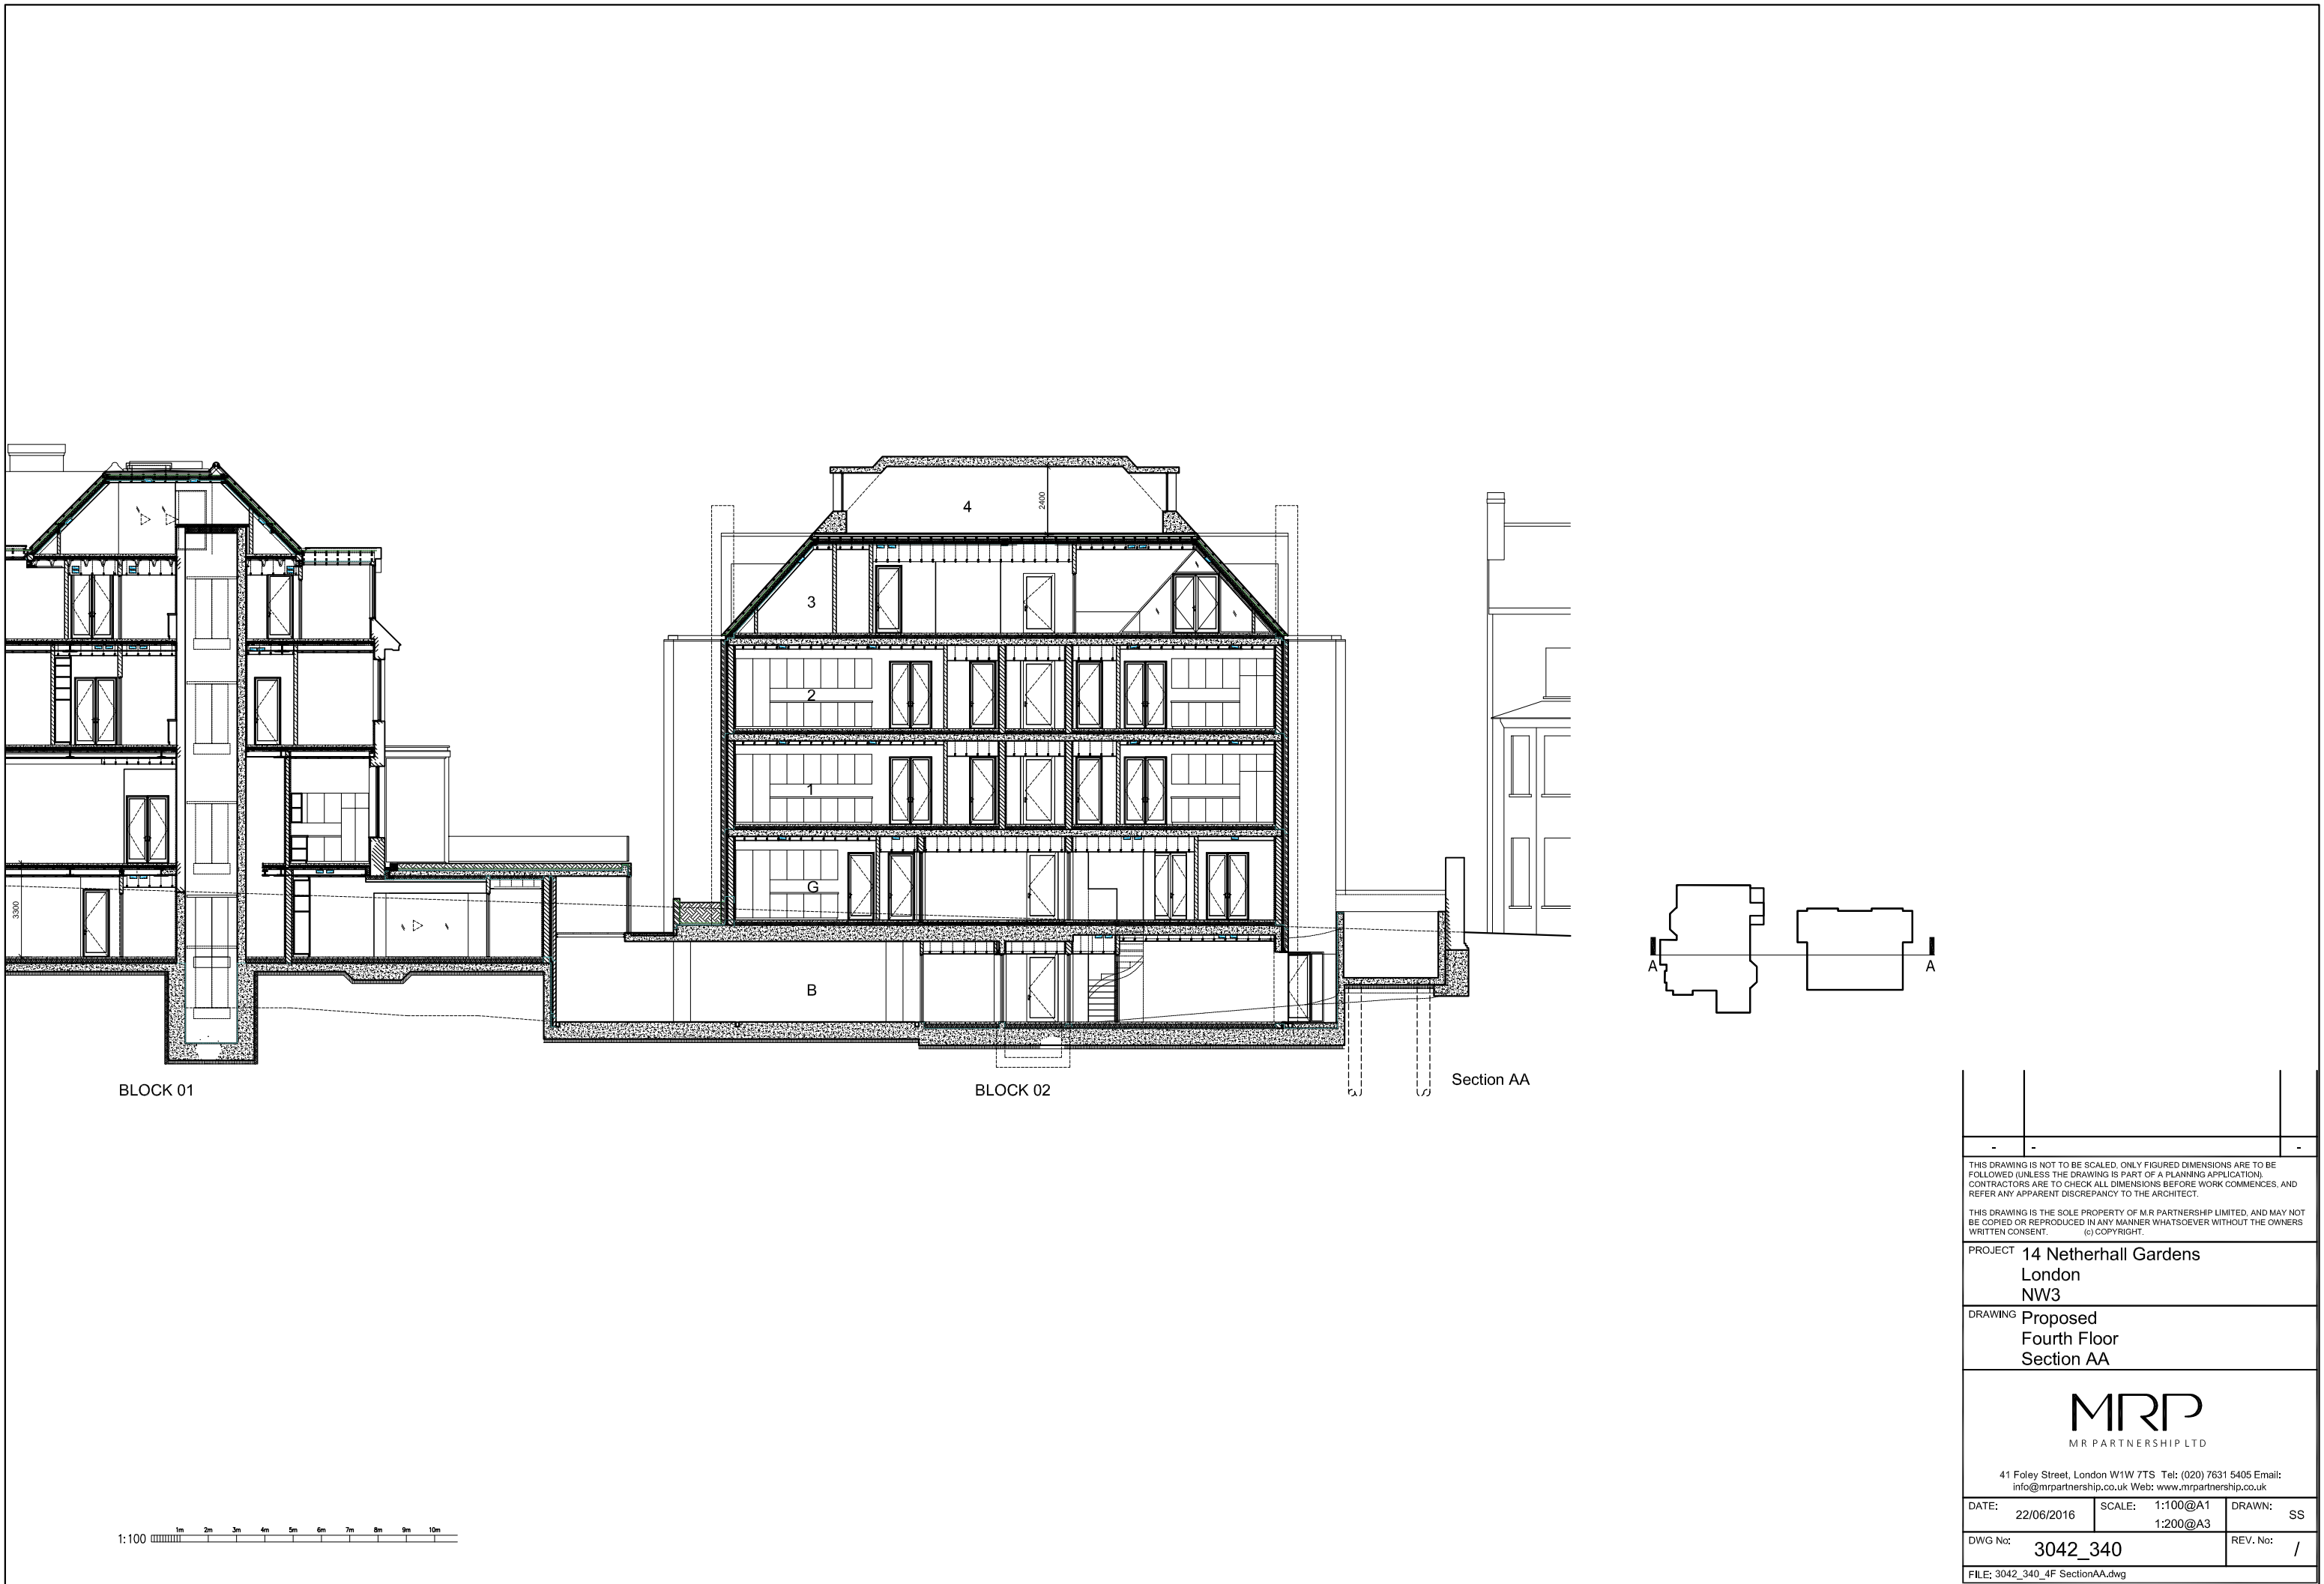 4
2400
3
2
1
G
3300
B
BLOCK 01
BLOCK 02
Section AA
A
A
-
-
-
THIS DRAWING IS NOT TO BE SCALED, ONLY FIGURED DIMENSIONS ARE TO BE
FOLLOWED (UNLESS THE DRAWING IS PART OF A PLANNING APPLICATION).
CONTRACTORS ARE TO CHECK ALL DIMENSIONS BEFORE WORK COMMENCES, AND
REFER ANY APPARENT DISCREPANCY TO THE ARCHITECT.
THIS DRAWING IS THE SOLE PROPERTY OF M.R PARTNERSHIP LIMITED, AND MAY NOT
BE COPIED OR REPRODUCED IN ANY MANNER WHATSOEVER WITHOUT THE OWNERS
WRITTEN CONSENT. (c) COPYRIGHT.
PROJECT 14 Netherhall Gardens
London
NW3
DRAWING Proposed
Fourth Floor
Section AA
MRP
MR PARTNERSHIP LTD
41 Foley Street, London W1W 7TS Tel: (020) 7631 5405 Email:
info@mrpartnership.co.uk Web: www.mrpartnership.co.uk
DATE: 22/06/2016
SCALE: 1:100@A1
1:200@A3
DRAWN: SS
DWG No: 3042_340
REV. No: /
FILE: 3042_340_4F SectionAA.dwg
1:100 1m 2m 3m 4m 5m 6m 7m 8m 9m 10m